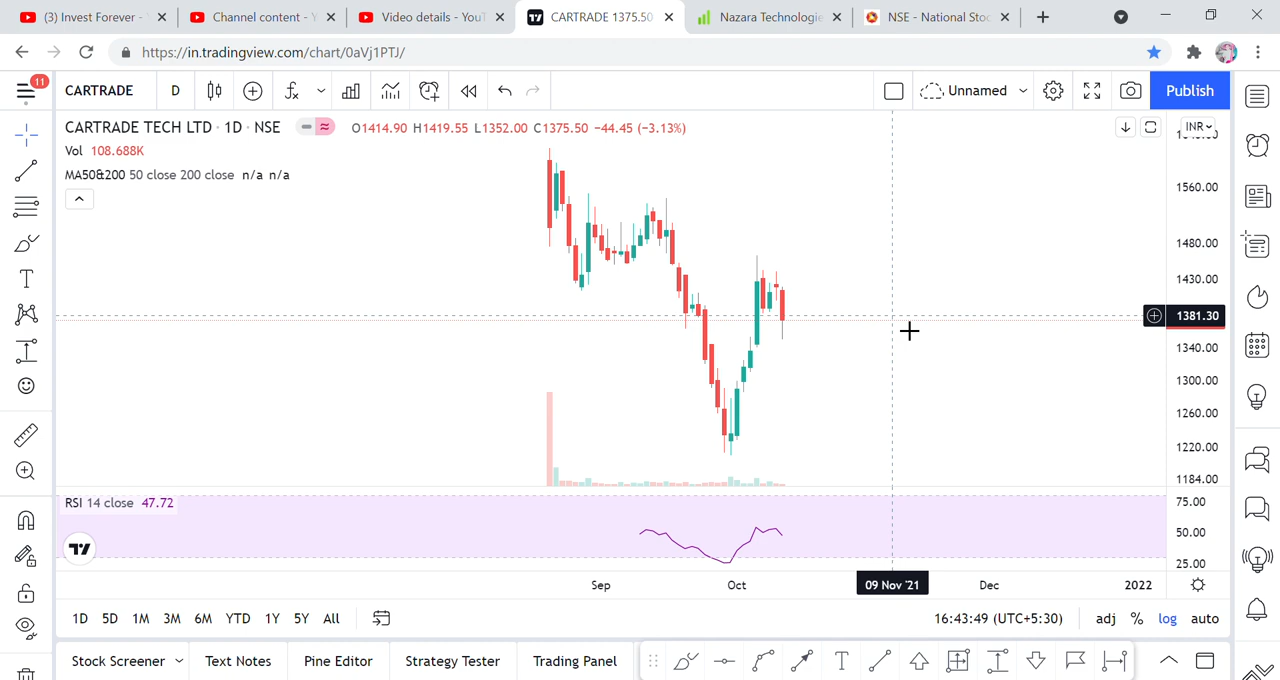 (3) Invest Forever -
Channel content - Y
Video details - YouT
CARTRADE 1375.50
Nazara Technologie
NSE - National Stoc
https://in.tradingview.com/chart/0aVj1PTJ/
11
CARTRADE
D
Unnamed
Publish
CARTRADE TECH LTD · 1D · NSE
O1414.90 H1419.55 L1352.00 C1375.50 −44.45 (−3.13%)
INR
Vol 108.688K
MA50&200 50 close 200 close n/a n/a
1560.00
1480.00
1430.00
1381.30
1340.00
1300.00
1260.00
1220.00
1184.00
RSI 14 close 47.72
75.00
50.00
25.00
Sep
Oct
09 Nov '21
Dec
2022
1D 5D 1M 3M 6M YTD 1Y 5Y All
16:43:49 (UTC+5:30)
adj % log auto
Stock Screener
Text Notes
Pine Editor
Strategy Tester
Trading Panel